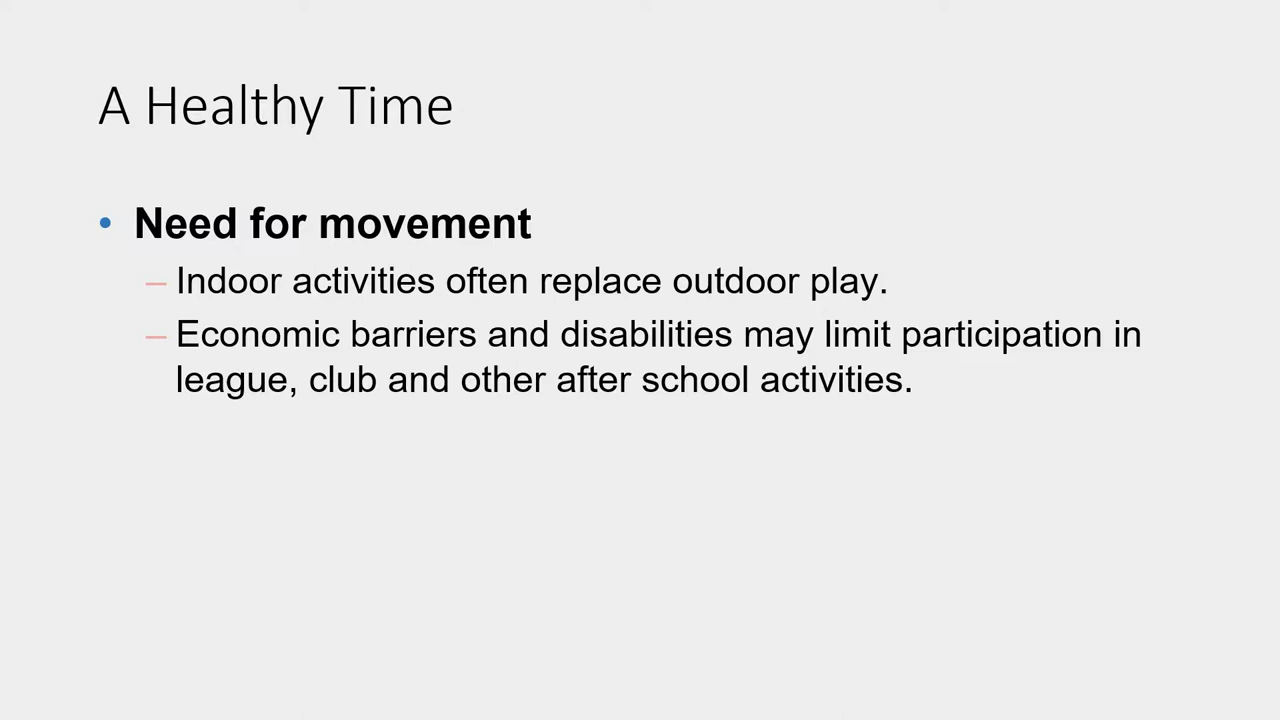 A Healthy Time
• Need for movement
– Indoor activities often replace outdoor play.
– Economic barriers and disabilities may limit participation in
league, club and other after school activities.